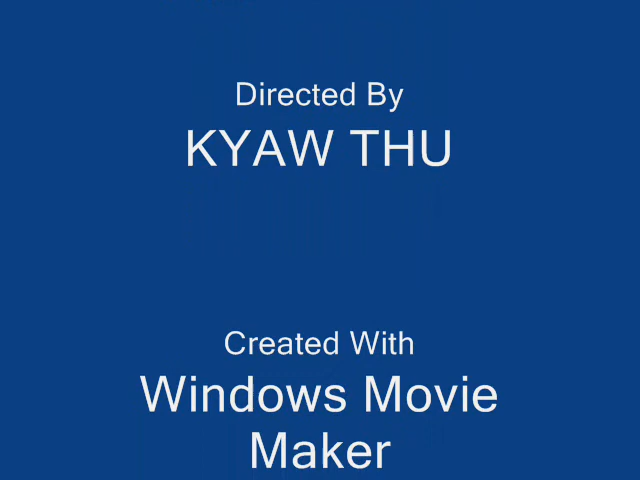 Directed By
KYAW THU
Created With
Windows Movie
Maker